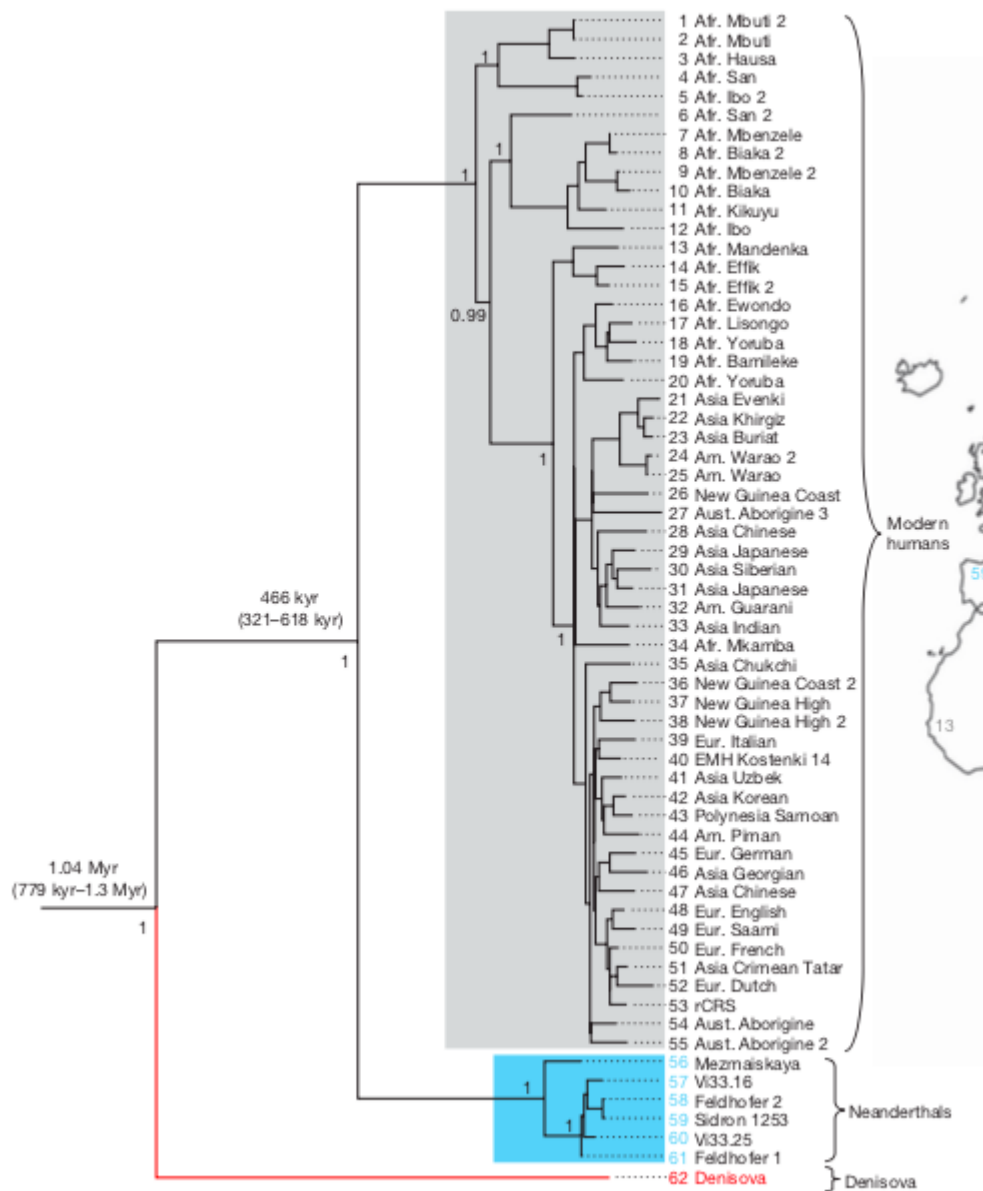 1 Afr. Mbuti 2
2 Afr. Mbuti
3 Afr. Hausa
4 Afr. San
5 Afr. Ibo 2
6 Afr. San 2
7 Afr. Mbenzele
8 Afr. Biaka 2
9 Afr. Mbenzele 2
10 Afr. Biaka
11 Afr. Kikuyu
12 Afr. Ibo
13 Afr. Mandenka
14 Afr. Effik
15 Afr. Effik 2
16 Afr. Ewondo
17 Afr. Lisongo
18 Afr. Yoruba
19 Afr. Bamileke
20 Afr. Yoruba
21 Asia Evenki
22 Asia Khirgiz
23 Asia Buriat
24 Am. Warao 2
25 Am. Warao
26 New Guinea Coast
27 Aust. Aborigine 3
28 Asia Chinese
29 Asia Japanese
30 Asia Siberian
31 Asia Japanese
32 Am. Guarani
33 Asia Indian
34 Afr. Mkamba
35 Asia Chukchi
36 New Guinea Coast 2
37 New Guinea High
38 New Guinea High 2
39 Eur. Italian
40 EMH Kostenki 14
41 Asia Uzbek
42 Asia Korean
43 Polynesia Samoan
44 Am. Piman
45 Eur. German
46 Asia Georgian
47 Asia Chinese
48 Eur. English
49 Eur. Saami
50 Eur. French
51 Asia Crimean Tatar
52 Eur. Dutch
53 rCRS
54 Aust. Aborigine
55 Aust. Aborigine 2
56 Mezmaiskaya
57 Vi33.16
58 Feldhofer 2
59 Sidron 1253
60 Vi33.25
61 Feldhofer 1
62 Denisova
Modern
humans
Neanderthals
Denisova
1
1
1
0.99
1
1
466 kyr
(321–618 kyr)
1
1.04 Myr
(779 kyr–1.3 Myr)
1
1
1
59
13